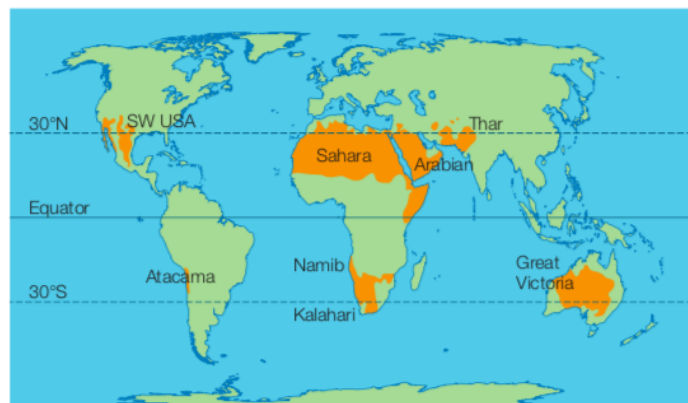 SW USA
30°N
Thar
Sahara
Arabian
Equator
Atacama
Namib
Great
Victoria
30°S
Kalahari